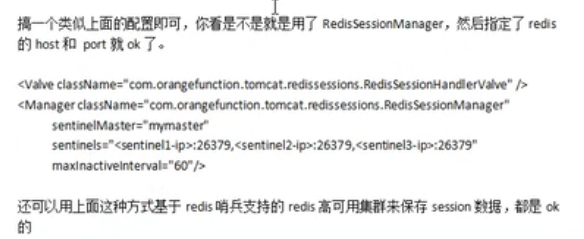 搞一个类似上面的配置即可，你看是不是就是用了 RedisSessionManager，然后指定了 redis
的 host 和 port 就 ok 了。
<Valve className="com.orangefunction.tomcat.redissessions.RedisSessionHandlerValve" />
<Manager className="com.orangefunction.tomcat.redissessions.RedisSessionManager"
sentinelMaster="mymaster"
sentinels="<sentinel1-ip>:26379,<sentinel2-ip>:26379,<sentinel3-ip>:26379"
maxInactiveInterval="60"/>
还可以用上面这种方式基于 redis 哨兵支持的 redis 高可用集群来保存 session 数据，都是 ok
的